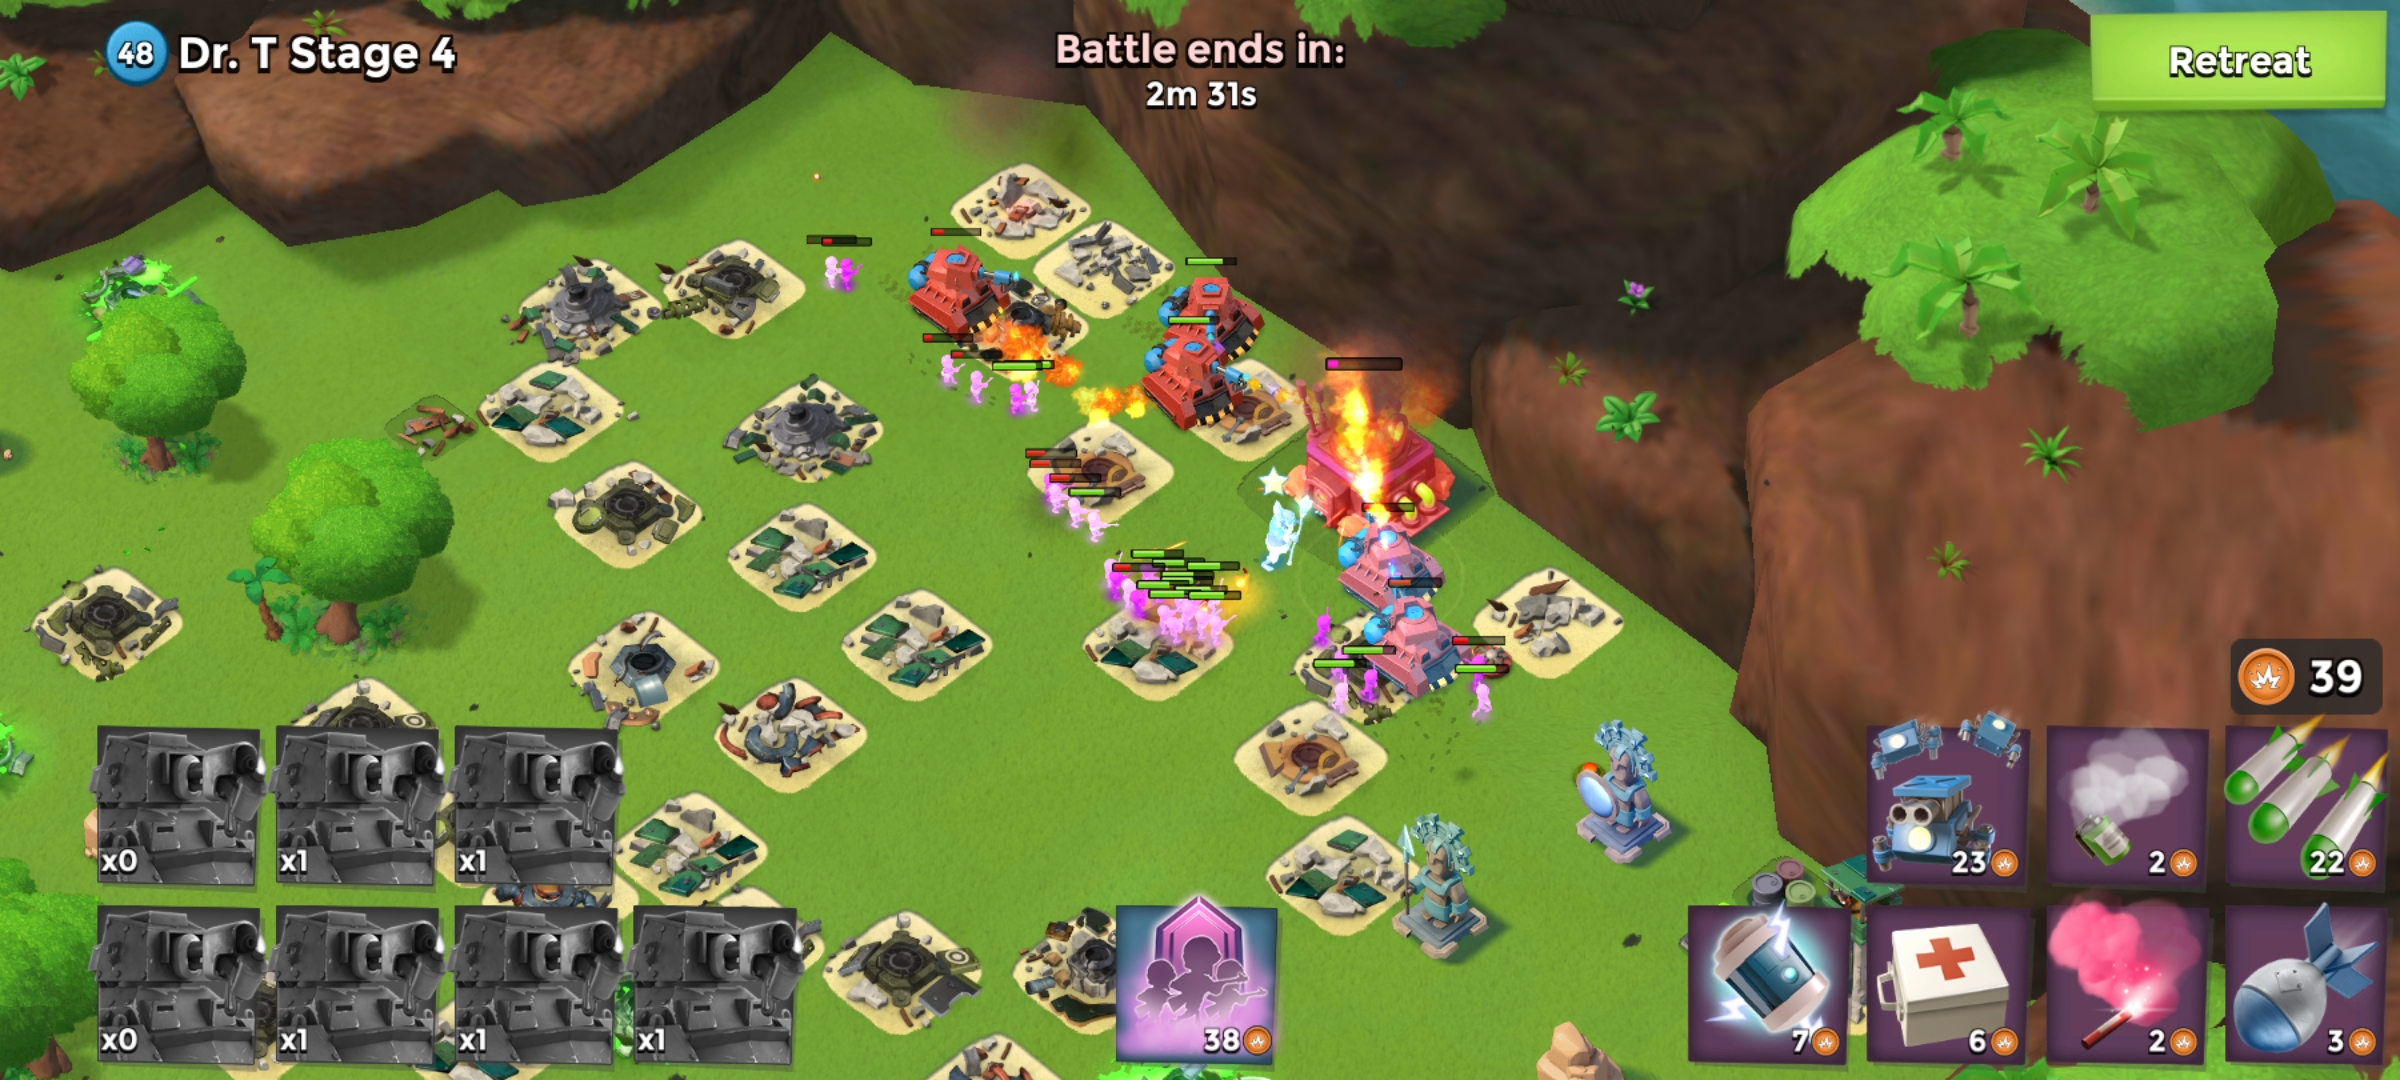 48 Dr. T Stage 4
Battle ends in:
2m 31s
Retreat
39
x0 x1 x1
23 2 22
x0 x1 x1 x1
38
7 6 2 3